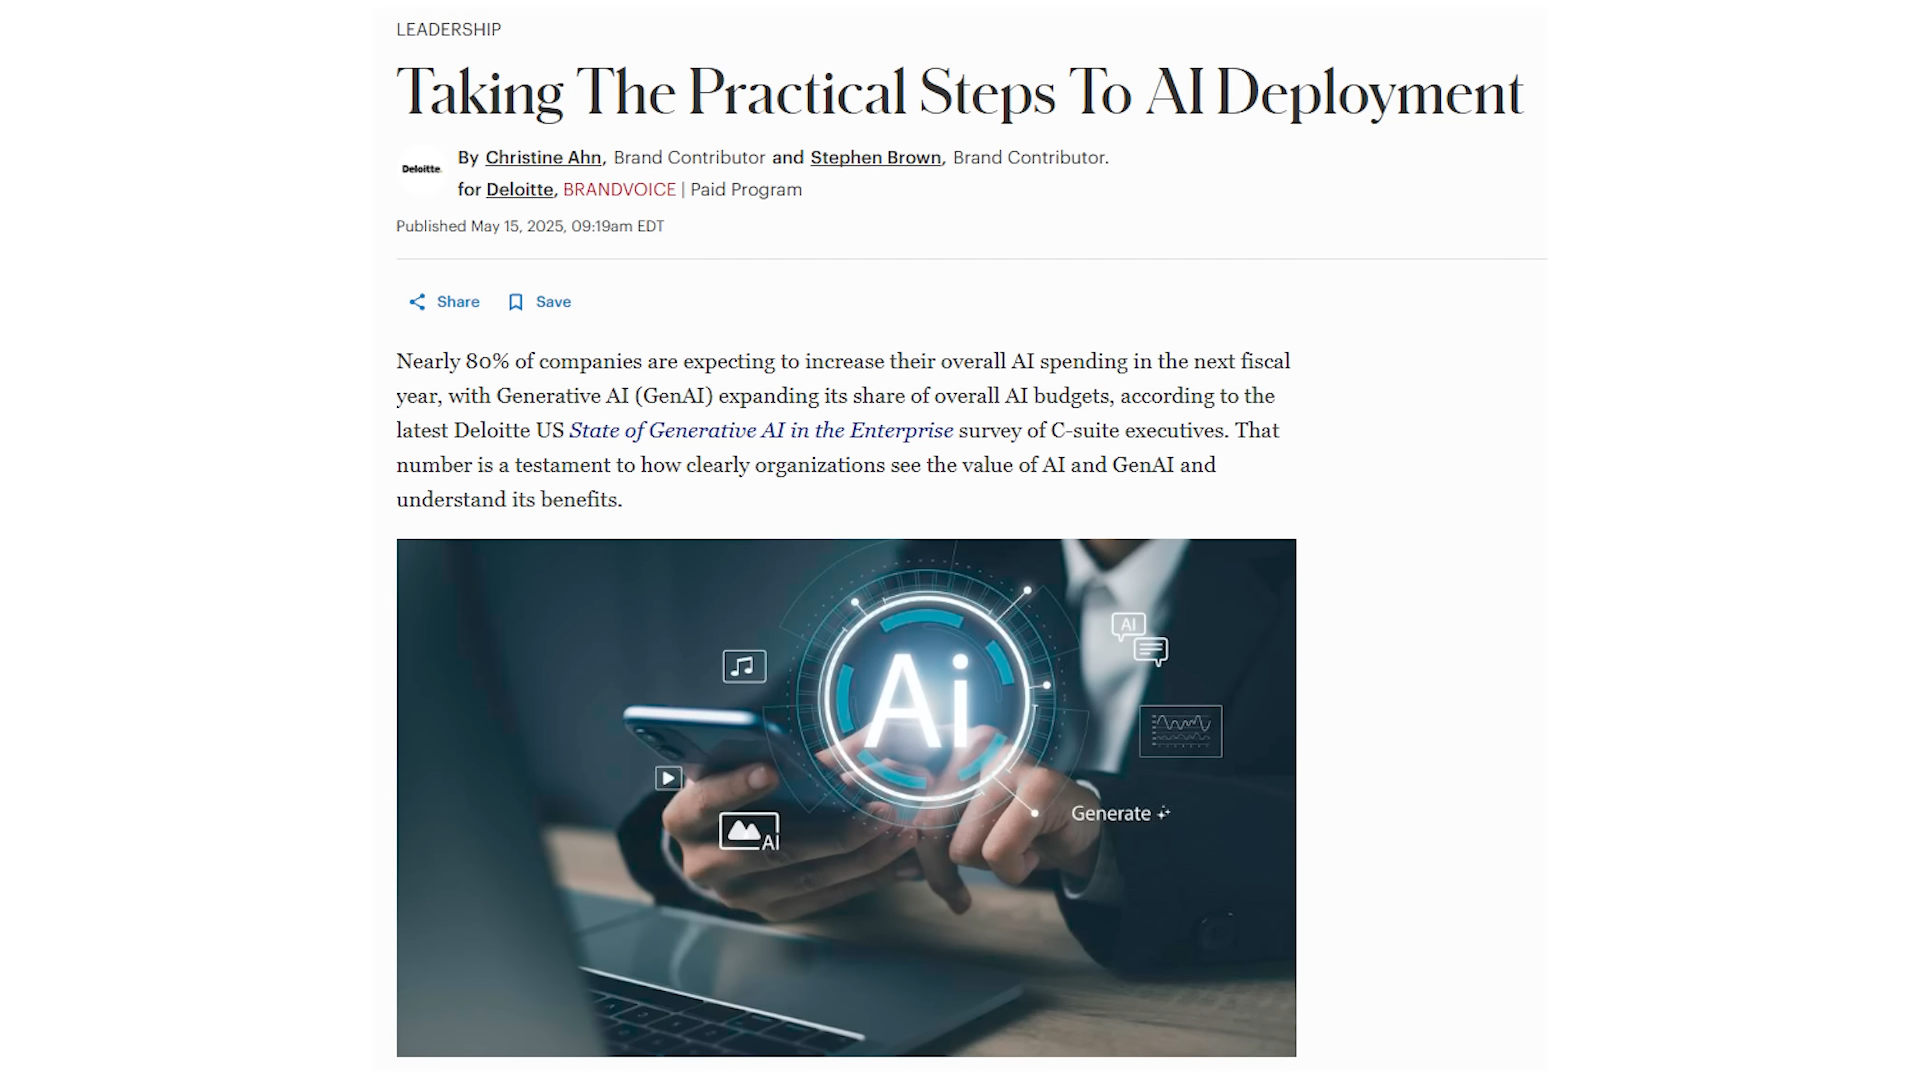 LEADERSHIP
Taking The Practical Steps To AI Deployment
Deloitte.
By Christine Ahn, Brand Contributor and Stephen Brown, Brand Contributor.
for Deloitte, BRANDVOICE | Paid Program
Published May 15, 2025, 09:19am EDT
Share Save
Nearly 80% of companies are expecting to increase their overall AI spending in the next fiscal
year, with Generative AI (GenAI) expanding its share of overall AI budgets, according to the
latest Deloitte US State of Generative AI in the Enterprise survey of C-suite executives. That
number is a testament to how clearly organizations see the value of AI and GenAI and
understand its benefits.
AI
Ai
Generate
AI